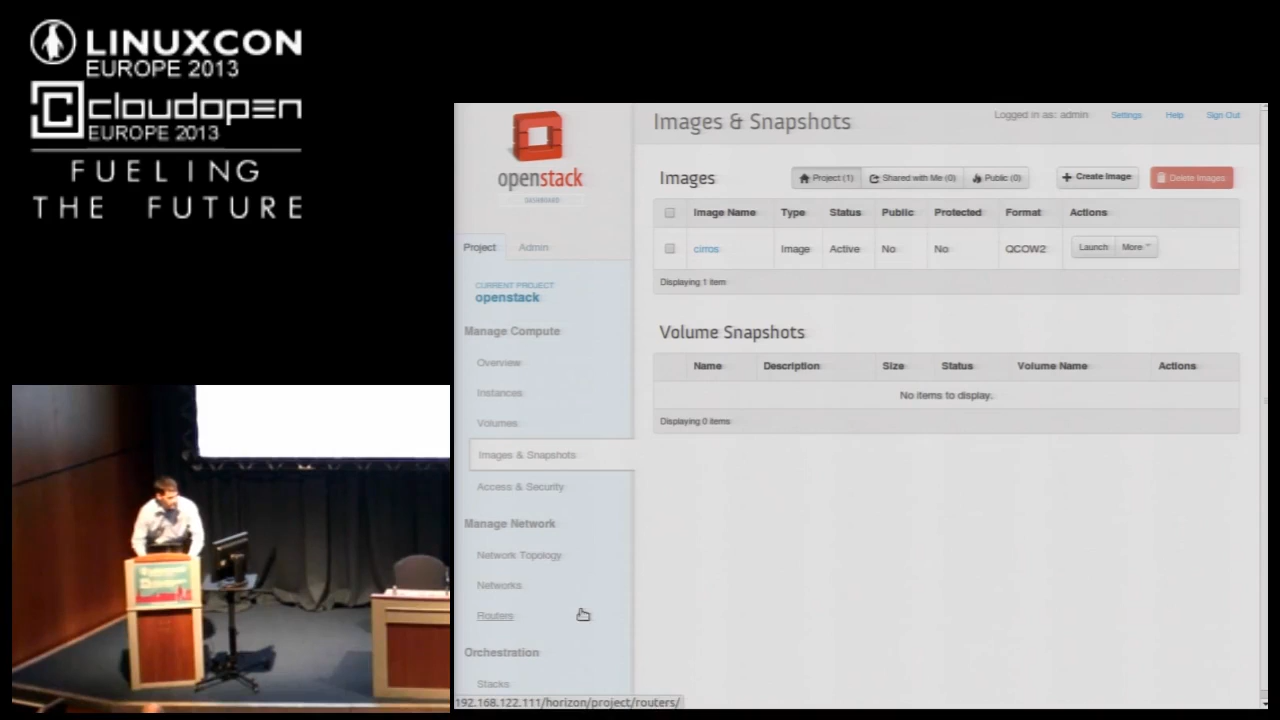 LINUXCON
EUROPE 2013
cloudopen
EUROPE 2013
FUELING
THE FUTURE
openstack
DASHBOARD
Project Admin
CURRENT PROJECT
openstack
Manage Compute
Overview
Instances
Volumes
Images & Snapshots
Access & Security
Manage Network
Network Topology
Networks
Routers
Orchestration
Stacks
192.168.122.111/horizon/project/routers/
Images & Snapshots
Logged in as: admin Settings Help Sign Out
Images
Project (1) Shared with Me (0) Public (0) Create Image Delete Images
Image Name Type Status Public Protected Format Actions
cirros Image Active No No QCOW2 Launch More
Displaying 1 item
Volume Snapshots
Name Description Size Status Volume Name Actions
No items to display.
Displaying 0 items